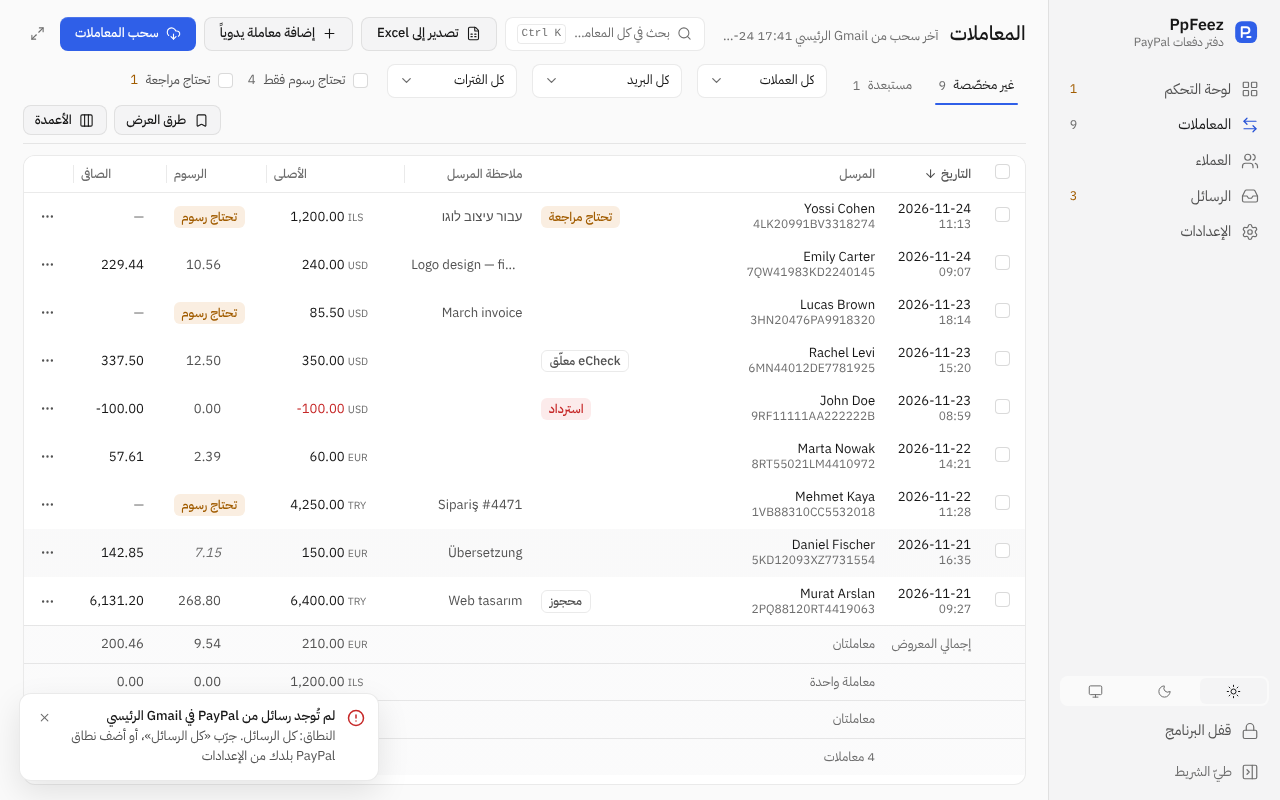 PpFeez
دفتر دفعات PayPal
لوحة التحكم 1
المعاملات 9
العملاء
الرسائل 3
الإعدادات
قفل البرنامج
طيّ الشريط
المعاملات
آخر سحب من Gmail الرئيسي 17:41 24-...
بحث في كل المعامـ... Ctrl K
تصدير إلى Excel
إضافة معاملة يدوياً
سحب المعاملات
غير مخصّصة 9
مستبعدة 1
كل العملات
كل البريد
كل الفترات
تحتاج رسوم فقط 4
تحتاج مراجعة 1
طرق العرض
الأعمدة
التاريخ المرسل ملاحظة المرسل الأصلي الرسوم الصافي
2026-11-24 Yossi Cohen تحتاج مراجعة עבור עיצוב לוגו 1,200.00 ILS تحتاج رسوم —
11:13 4LK20991BV3318274
2026-11-24 Emily Carter Logo design — fi... 240.00 USD 10.56 229.44
09:07 7QW41983KD2240145
2026-11-23 Lucas Brown March invoice 85.50 USD تحتاج رسوم —
18:14 3HN20476PA9918320
2026-11-23 Rachel Levi eCheck معلّق 350.00 USD 12.50 337.50
15:20 6MN44012DE7781925
2026-11-23 John Doe استرداد -100.00 USD 0.00 -100.00
08:59 9RF11111AA222222B
2026-11-22 Marta Nowak 60.00 EUR 2.39 57.61
14:21 8RT55021LM4410972
2026-11-22 Mehmet Kaya Sipariş #4471 4,250.00 TRY تحتاج رسوم —
11:28 1VB88310CC5532018
2026-11-21 Daniel Fischer Übersetzung 150.00 EUR 7.15 142.85
16:35 5KD12093XZ7731554
2026-11-21 Murat Arslan محجوز Web tasarım 6,400.00 TRY 268.80 6,131.20
09:27 2PQ88120RT4419063
إجمالي المعروض معاملتان 210.00 EUR 9.54 200.46
معاملة واحدة 1,200.00 ILS 0.00 0.00
معاملتان
4 معاملات
لم تُوجد رسائل من PayPal في Gmail الرئيسي
النطاق: كل الرسائل. جرّب «كل الرسائل»، أو أضف نطاق
PayPal بلدك من الإعدادات